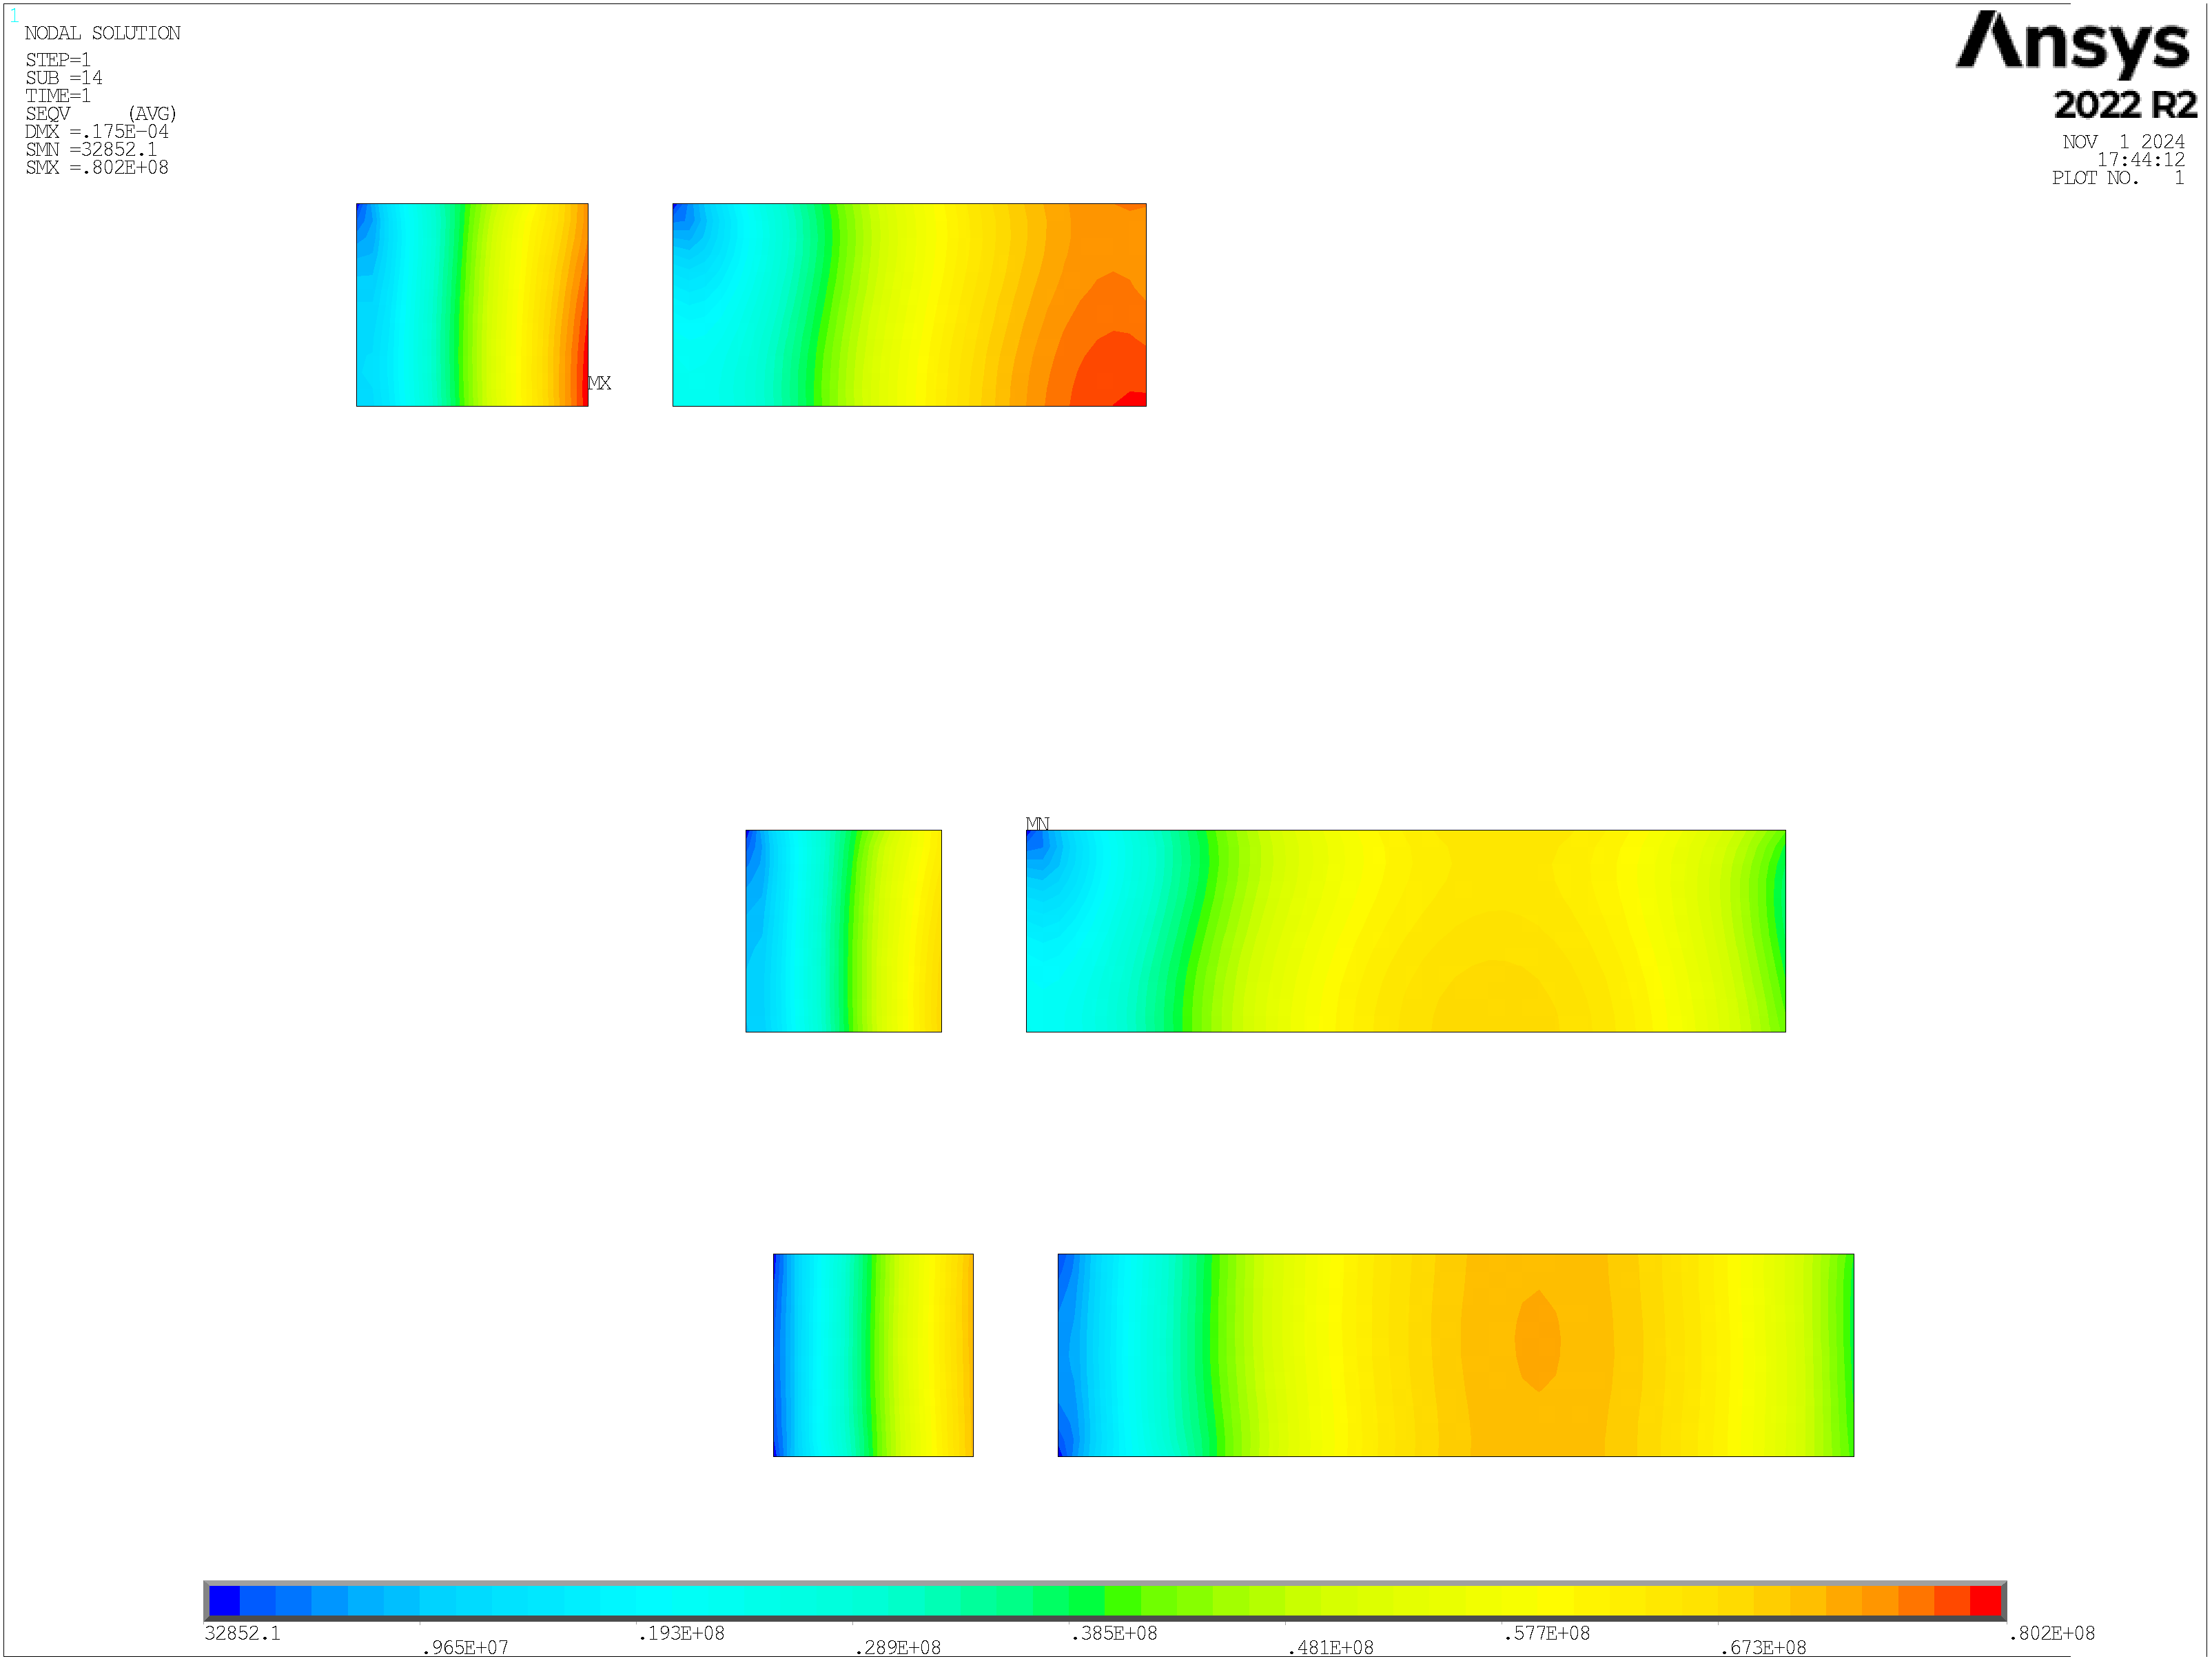 1
NODAL SOLUTION
STEP=1
SUB =14
TIME=1
SEQV (AVG)
DMX =.175E-04
SMN =32852.1
SMX =.802E+08
Ansys
2022 R2
NOV 1 2024
17:44:12
PLOT NO. 1
MX
MN
32852.1
.965E+07
.193E+08
.289E+08
.385E+08
.481E+08
.577E+08
.673E+08
.802E+08